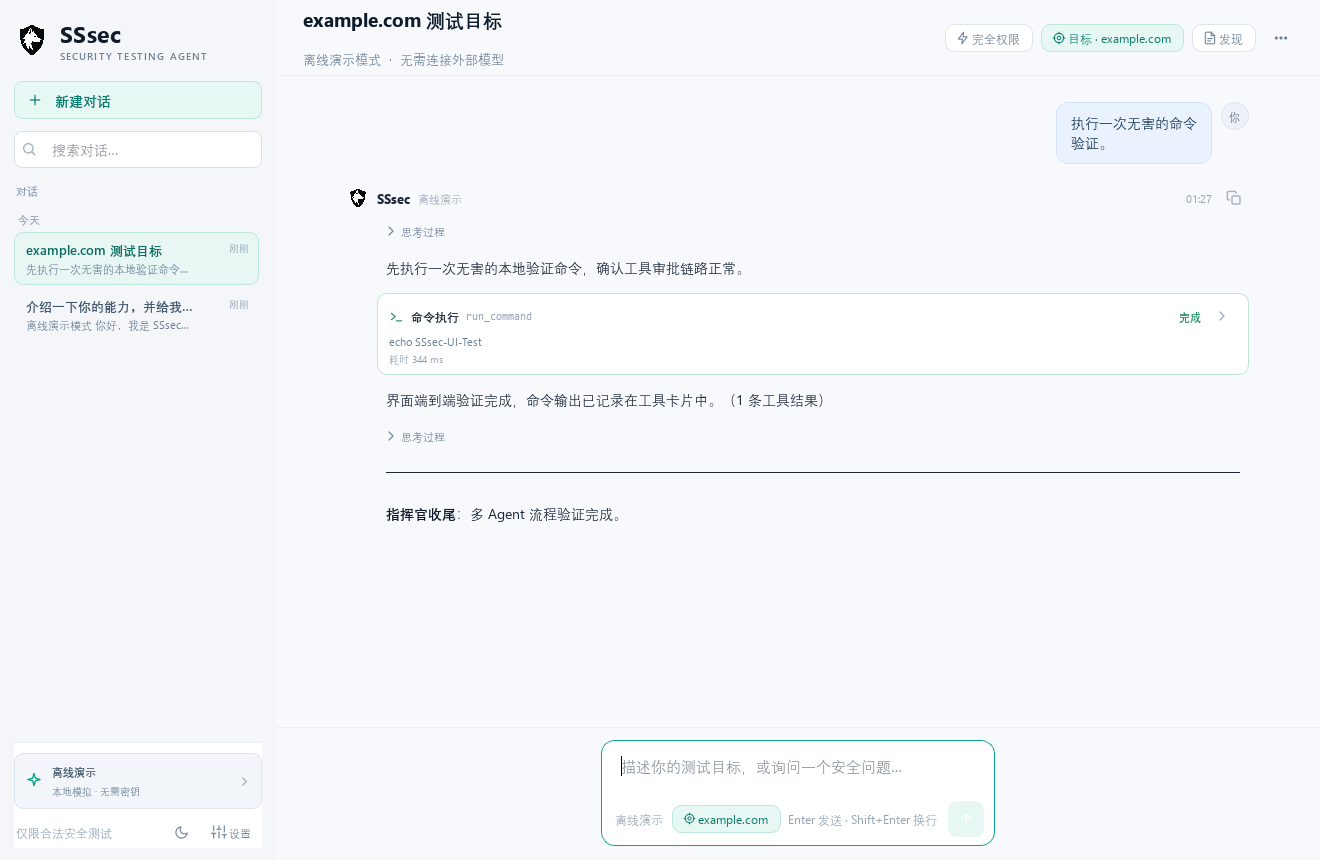 SSsec
SECURITY TESTING AGENT
新建对话
搜索对话...
对话
今天
example.com 测试目标
刚刚
先执行一次无害的本地验证命令...
介绍一下你的能力，并给我...
刚刚
离线演示模式 你好，我是 SSsec...
离线演示
本地模拟 · 无需密钥
仅限合法安全测试
设置
example.com 测试目标
离线演示模式 · 无需连接外部模型
完全权限
目标 · example.com
发现
执行一次无害的命令
验证。
你
SSsec 离线演示
01:27
思考过程
先执行一次无害的本地验证命令，确认工具审批链路正常。
命令执行 run_command
完成
echo SSsec-UI-Test
耗时 344 ms
界面端到端验证完成，命令输出已记录在工具卡片中。（1 条工具结果）
思考过程
指挥官收尾：多 Agent 流程验证完成。
描述你的测试目标，或询问一个安全问题...
离线演示
example.com
Enter 发送 · Shift+Enter 换行